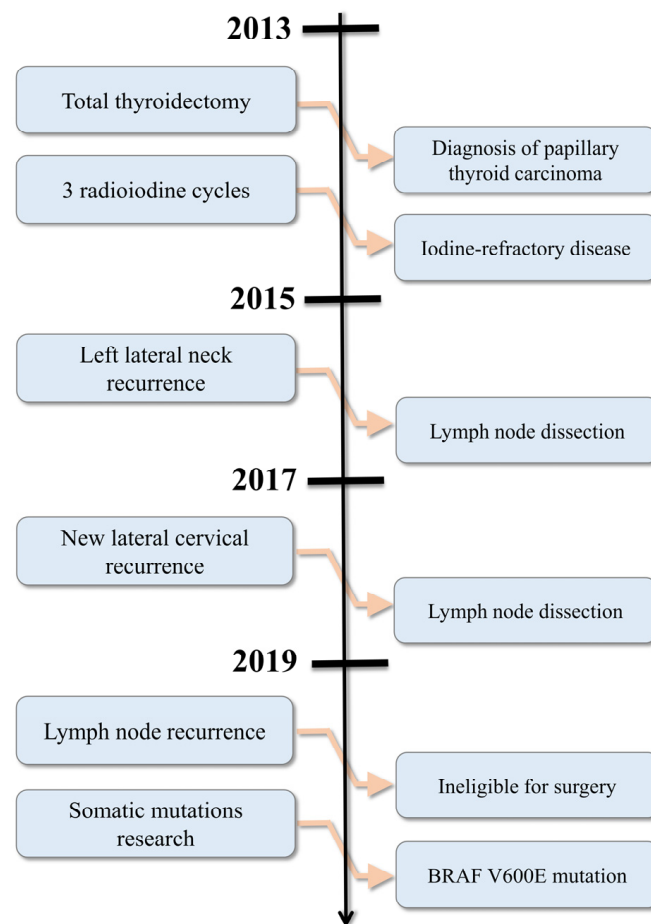 2013
Total thyroidectomy
Diagnosis of papillary
thyroid carcinoma
3 radioiodine cycles
Iodine-refractory disease
2015
Left lateral neck
recurrence
Lymph node dissection
2017
New lateral cervical
recurrence
Lymph node dissection
2019
Lymph node recurrence
Ineligible for surgery
Somatic mutations
research
BRAF V600E mutation